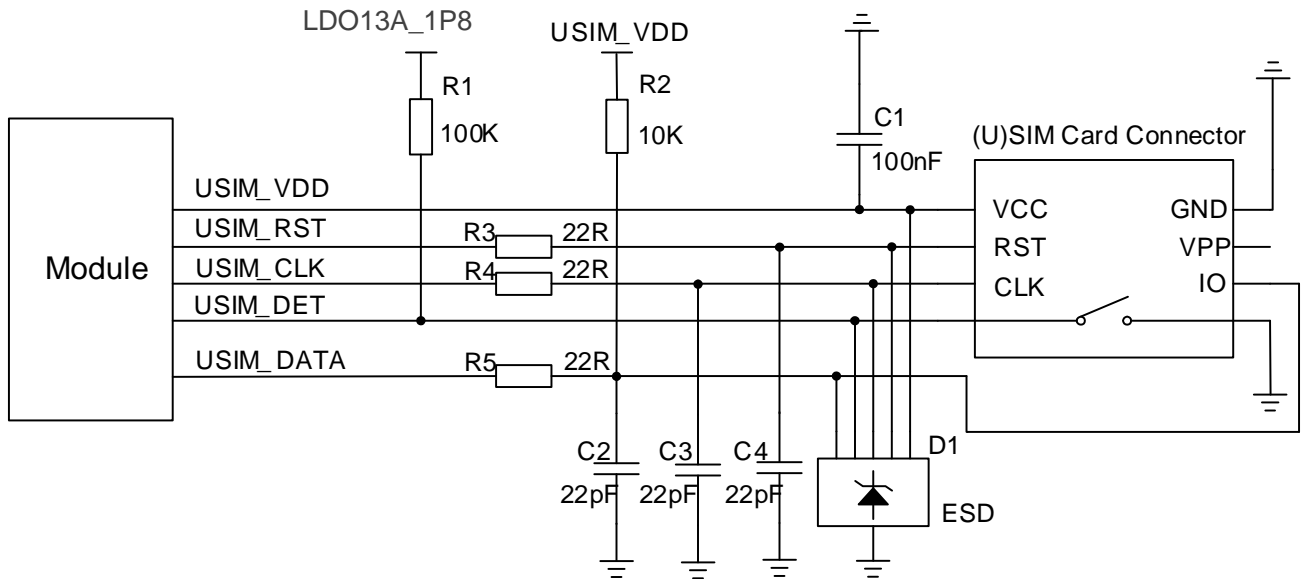 LDO13A_1P8
USIM_VDD
R1
100K
R2
10K
C1
100nF
(U)SIM Card Connector
Module
USIM_VDD
USIM_RST
R3
22R
USIM_CLK
R4
22R
USIM_DET
USIM_DATA
R5
22R
VCC
GND
RST
VPP
CLK
IO
C2
22pF
C3
22pF
C4
22pF
D1
ESD